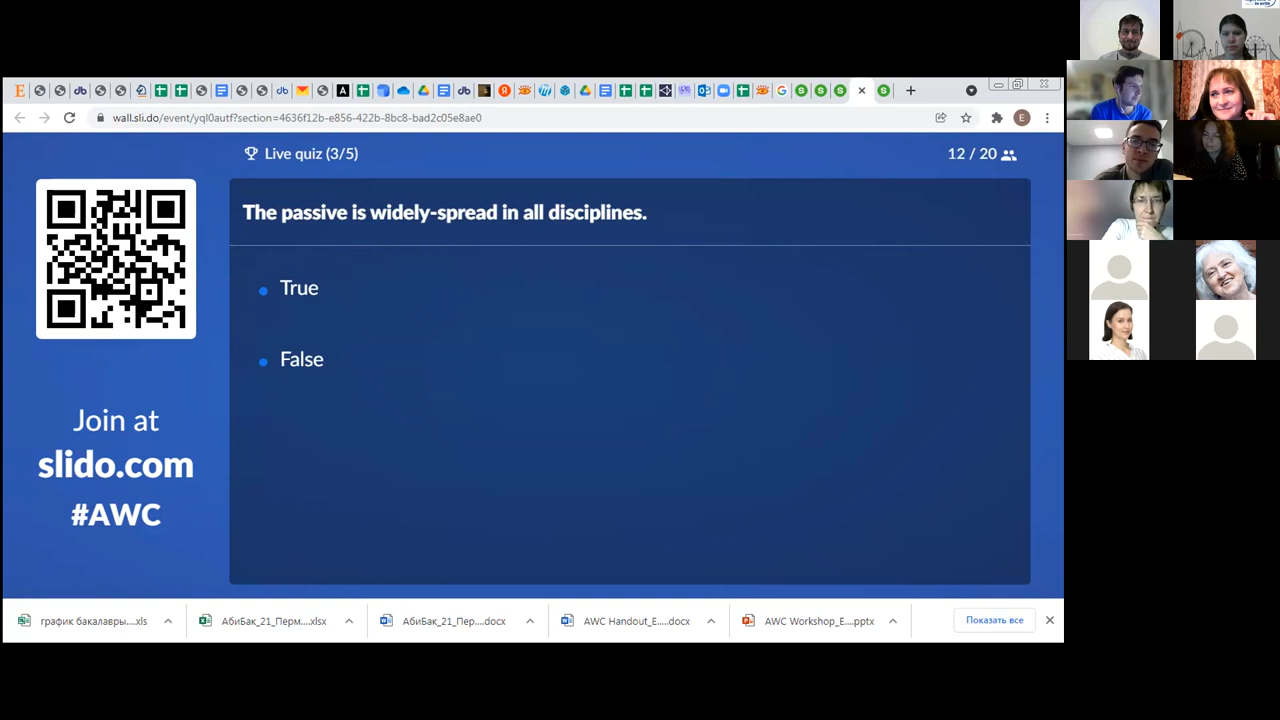 wall.sli.do/event/yql0autf?section=4636f12b-e856-422b-8bc8-bad2c05e8ae0
E
Live quiz (3/5)
12 / 20
The passive is widely-spread in all disciplines.
True
False
Join at
slido.com
#AWC
график бакалавры....xls
АбиБак_21_Перм....xlsx
АбиБак_21_Пер....docx
AWC Handout_E.....docx
AWC Workshop_E....pptx
Показать все